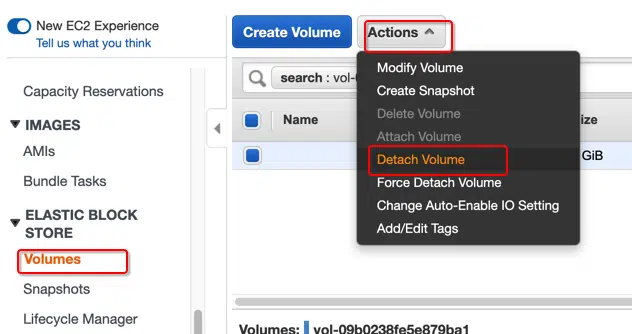 New EC2 Experience
Tell us what you think
Capacity Reservations
IMAGES
AMIs
Bundle Tasks
ELASTIC BLOCK
STORE
Volumes
Snapshots
Lifecycle Manager
Create Volume
Actions
search : vol-
Name
ize
GiB
Modify Volume
Create Snapshot
Delete Volume
Attach Volume
Detach Volume
Force Detach Volume
Change Auto-Enable IO Setting
Add/Edit Tags
Volumes: vol-09b0238fe5e879ba1